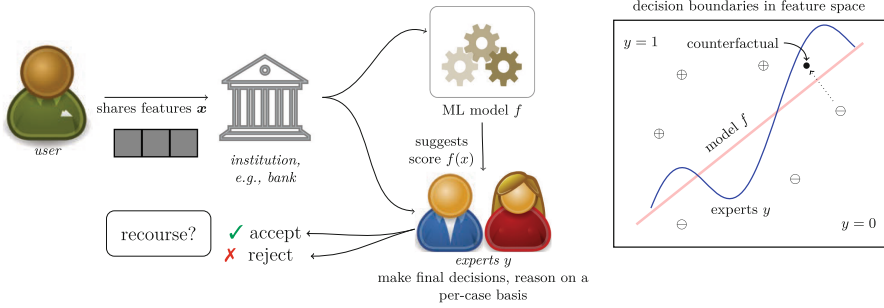 user
shares features x
institution,
e.g., bank
ML model f
suggests
score f(x)
experts y
make final decisions, reason on a
per-case basis
recourse?
✓ accept
✗ reject
decision boundaries in feature space
y = 1
counterfactual
r
model f
experts y
y = 0